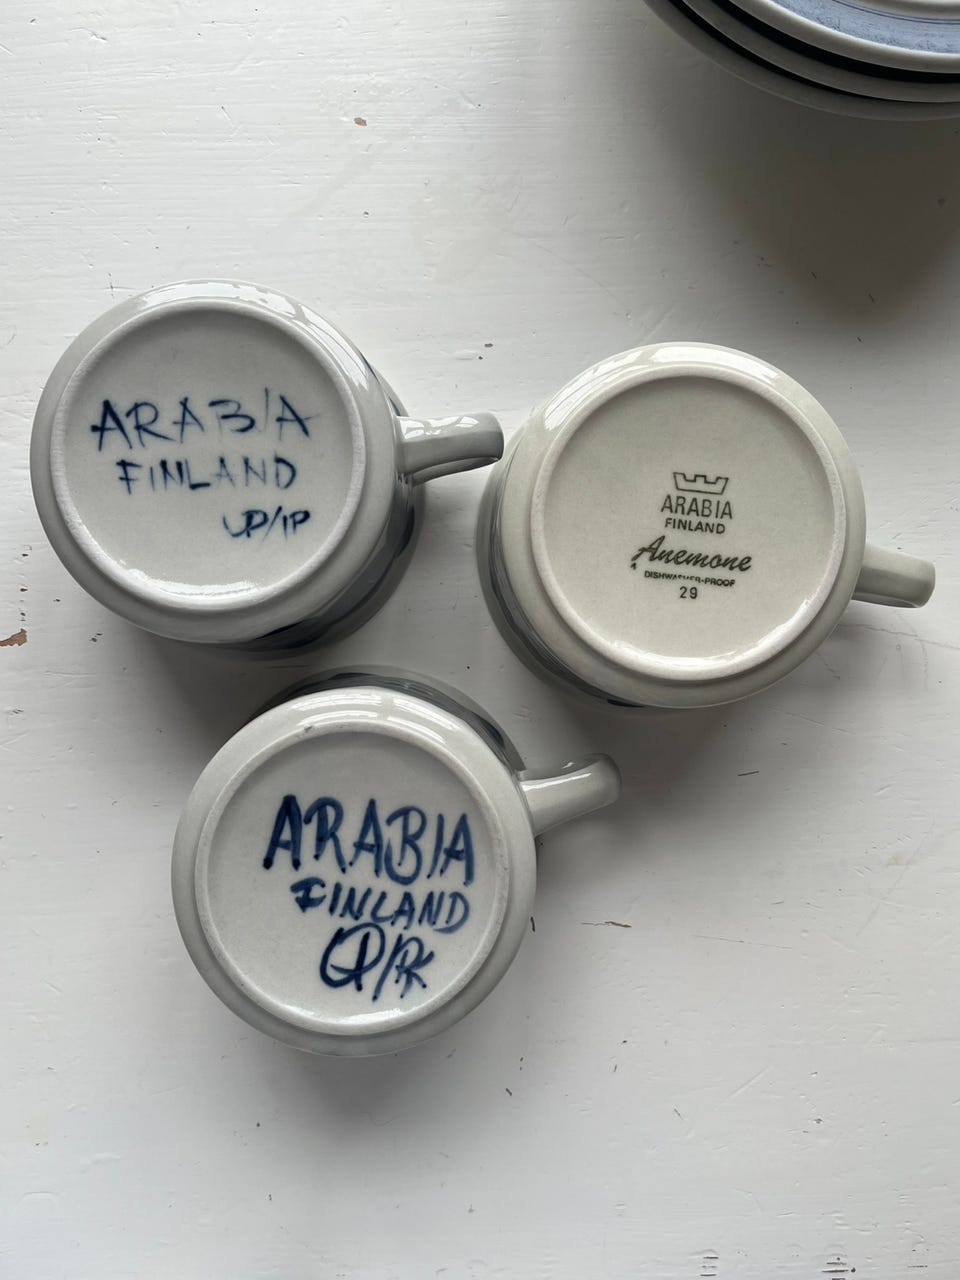 ARABIA
FINLAND
UP/IP
ARABIA
FINLAND
Anemone
DISHWASHER-PROOF
29
ARABIA
FINLAND